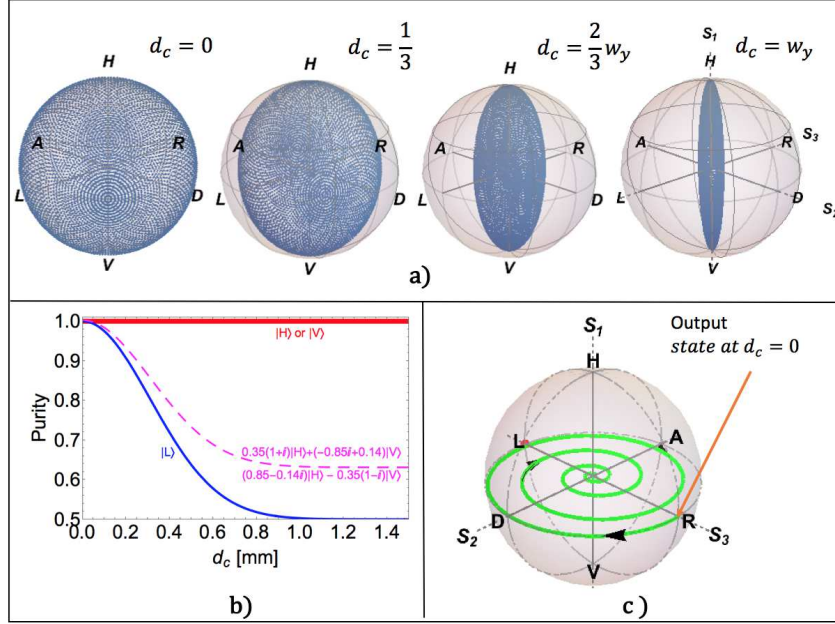 d_c = 0
d_c = 1/3
d_c = 2/3 w_y
d_c = w_y
H
A
R
L
D
V
H
A
R
L
D
V
H
A
R
L
D
V
S₁
H
A
R
S₃
L
D
S₂
V
a)
1.0
0.9
0.8
0.7
0.6
0.5
Purity
|H⟩ or |V⟩
|L⟩
0.35(1+i)|H⟩+(-0.85i+0.14)|V⟩
(0.85-0.14i)|H⟩ - 0.35(1-i)|V⟩
0.0 0.2 0.4 0.6 0.8 1.0 1.2 1.4
d_c [mm]
b)
Output
state at d_c = 0
S₁
H
L
A
D
R
S₂
S₃
V
c)